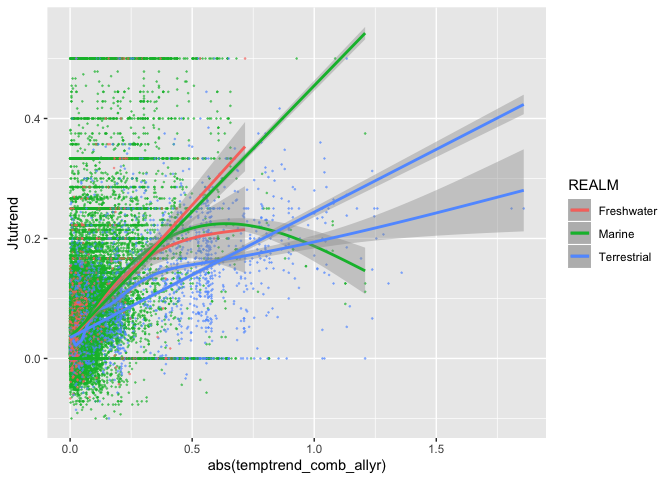 0.4
0.2
0.0
Jtutrend
0.0
0.5
1.0
1.5
abs(temptrend_comb_allyr)
REALM
Freshwater
Marine
Terrestrial